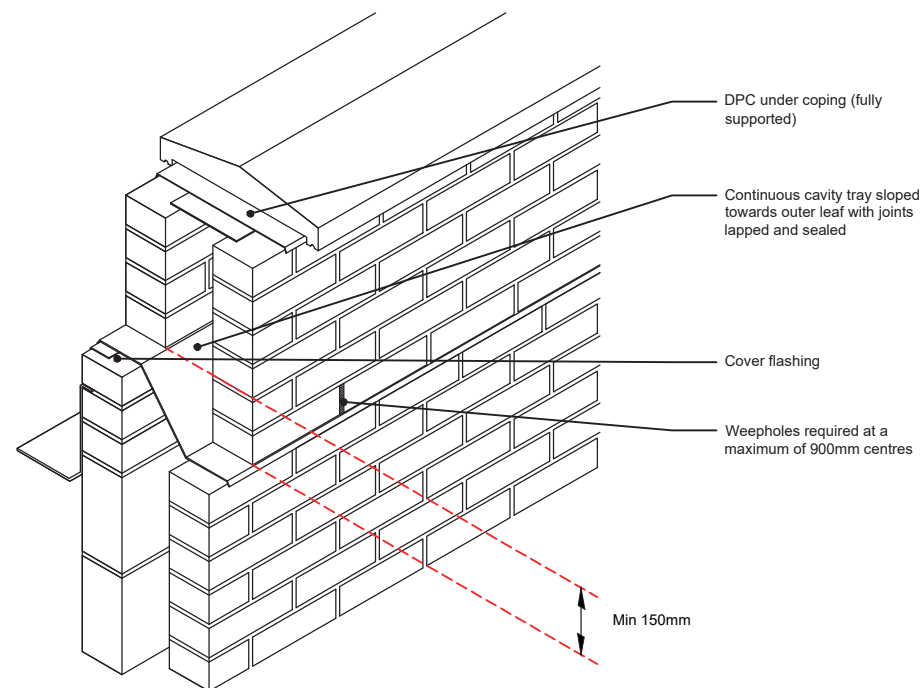 DPC under coping (fully
supported)
Continuous cavity tray sloped
towards outer leaf with joints
lapped and sealed
Cover flashing
Weepholes required at a
maximum of 900mm centres
Min 150mm